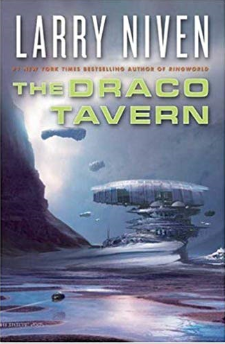 LARRY NIVEN
#1 NEW YORK TIMES BESTSELLING AUTHOR OF RINGWORLD
THE DRACO
TAVERN